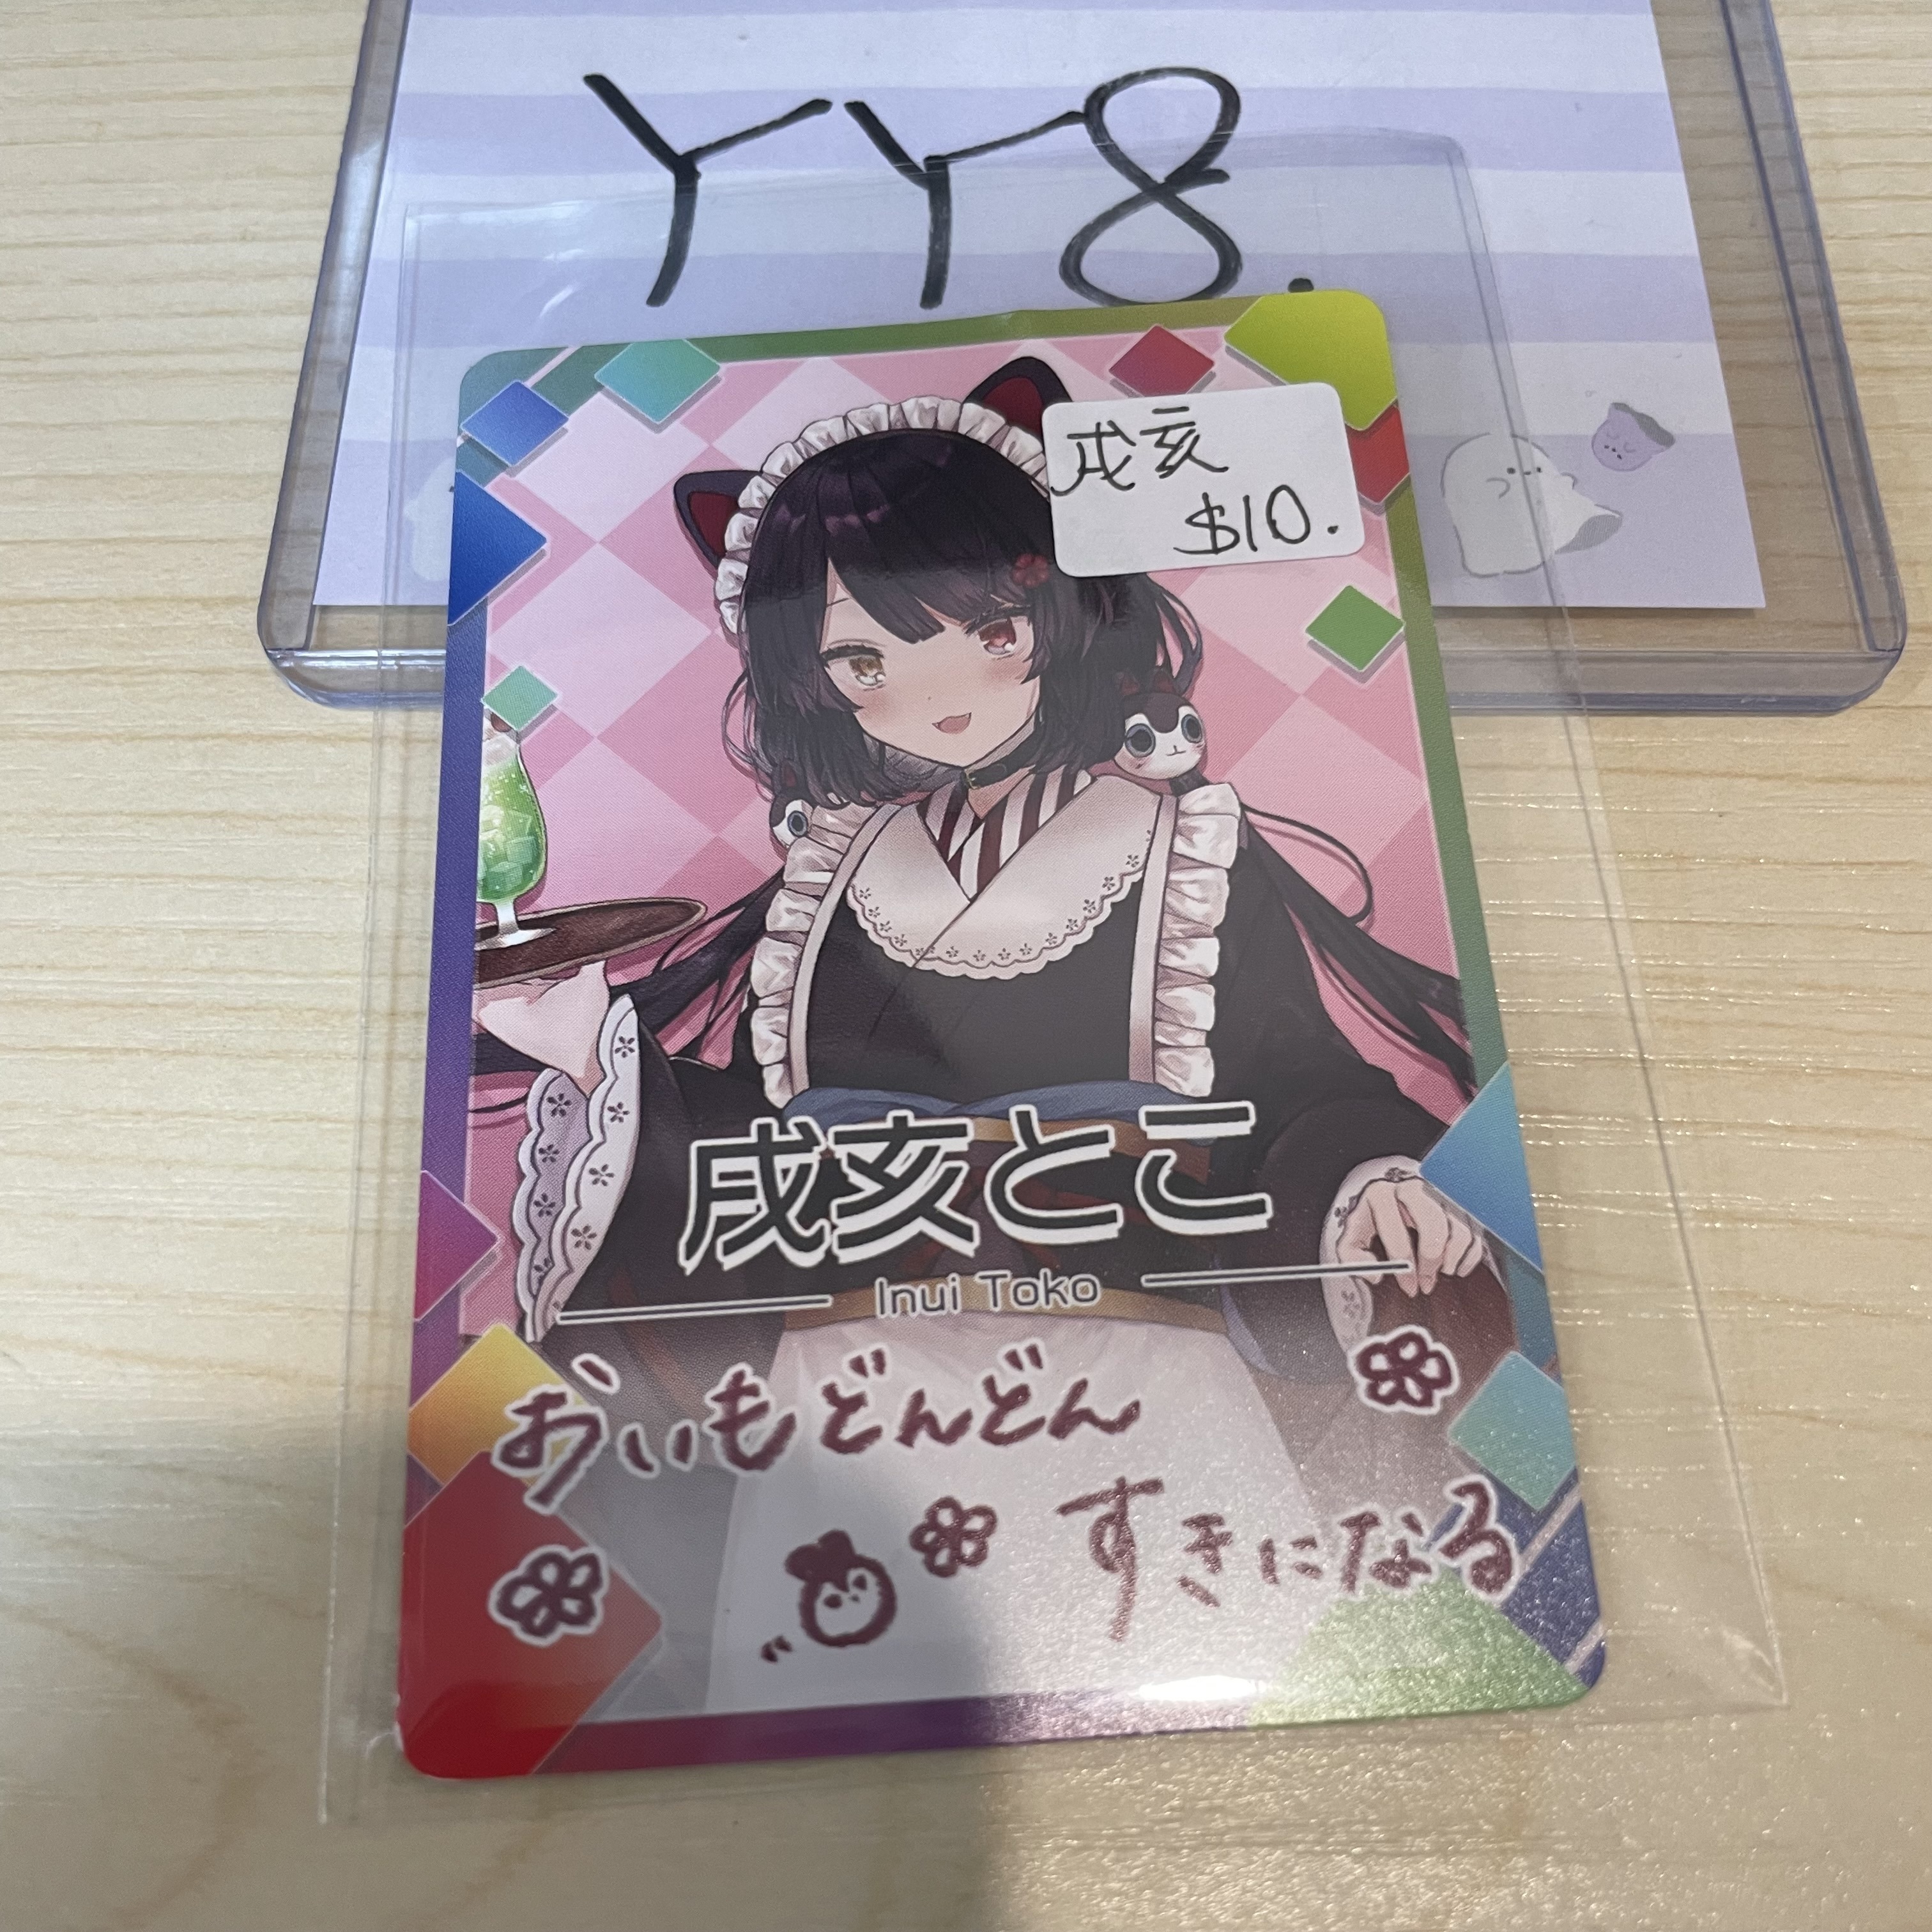 YY8.
戌亥
$10.
戌亥とこ
Inui Toko
おいもどんどん
すきになる